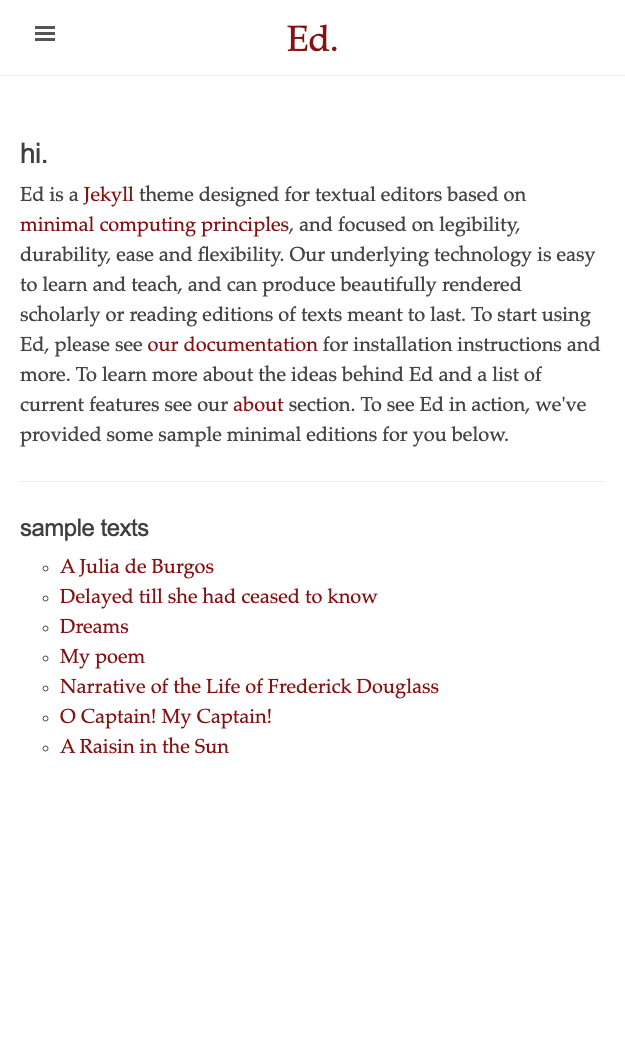 Ed.
hi.
Ed is a Jekyll theme designed for textual editors based on
minimal computing principles, and focused on legibility,
durability, ease and flexibility. Our underlying technology is easy
to learn and teach, and can produce beautifully rendered
scholarly or reading editions of texts meant to last. To start using
Ed, please see our documentation for installation instructions and
more. To learn more about the ideas behind Ed and a list of
current features see our about section. To see Ed in action, we've
provided some sample minimal editions for you below.
sample texts
A Julia de Burgos
Delayed till she had ceased to know
Dreams
My poem
Narrative of the Life of Frederick Douglass
O Captain! My Captain!
A Raisin in the Sun